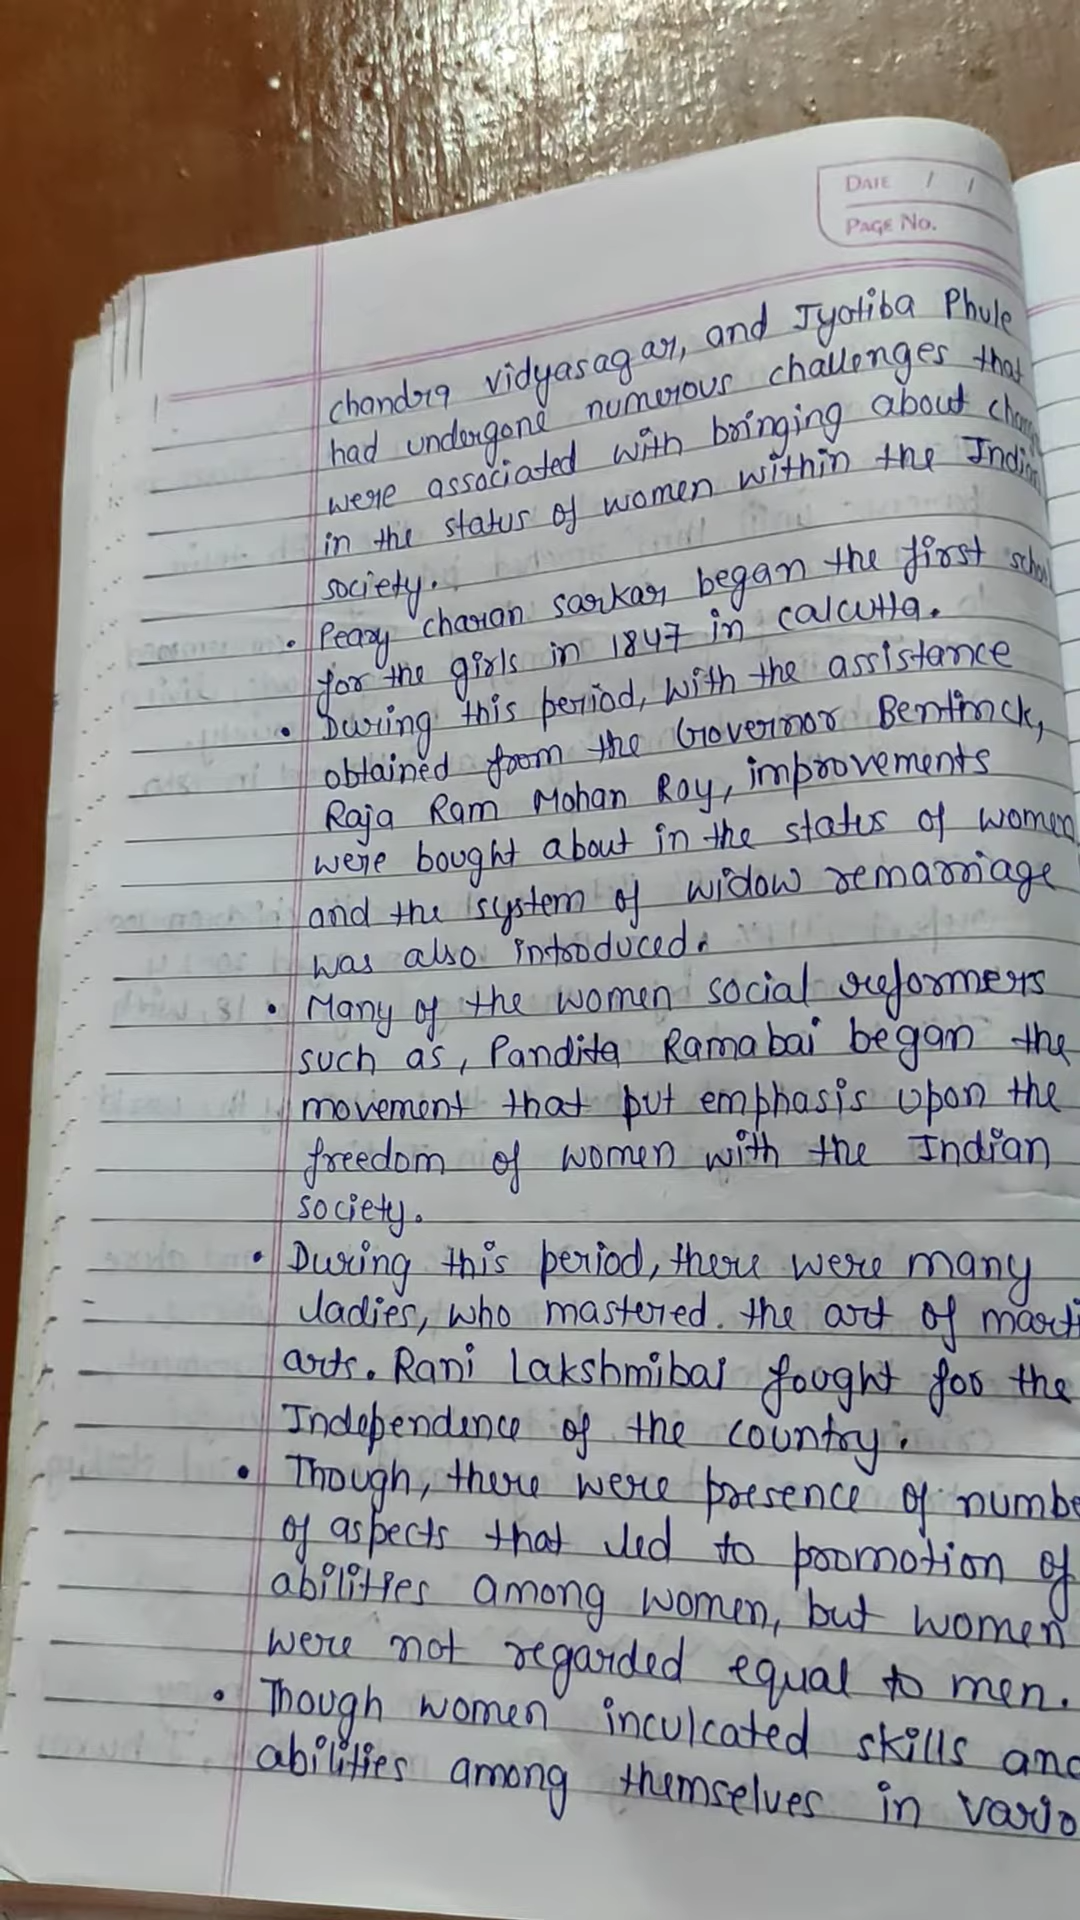 DATE / /
PAGE No.
chandra vidyasagar, and Jyotiba Phule
had undergone numerous challenges that
were associated with bringing about
in the status of women within the
society.
• Peary charan sarkar began the first
for the girls in 1847 in calcutta.
• During this period, with the assistance
obtained from the Governor Bentinck,
Raja Ram Mohan Roy, improvements
were bought about in the status of women
and the system of widow remarriage
was also introduced.
• Many of the women social reformers
such as, Pandita Ramabai began the
movement that put emphasis upon the
freedom of women with the Indian
society.
• During this period, there were many
ladies, who mastered. the art of marti
arts. Rani Lakshmibai fought for the
Independence of the country.
• Though, there were presence of numbe
of aspects that led to promotion of
abilities among women, but women
were not regarded equal to men.
• Though women inculcated skills and
abilities among themselves in vario